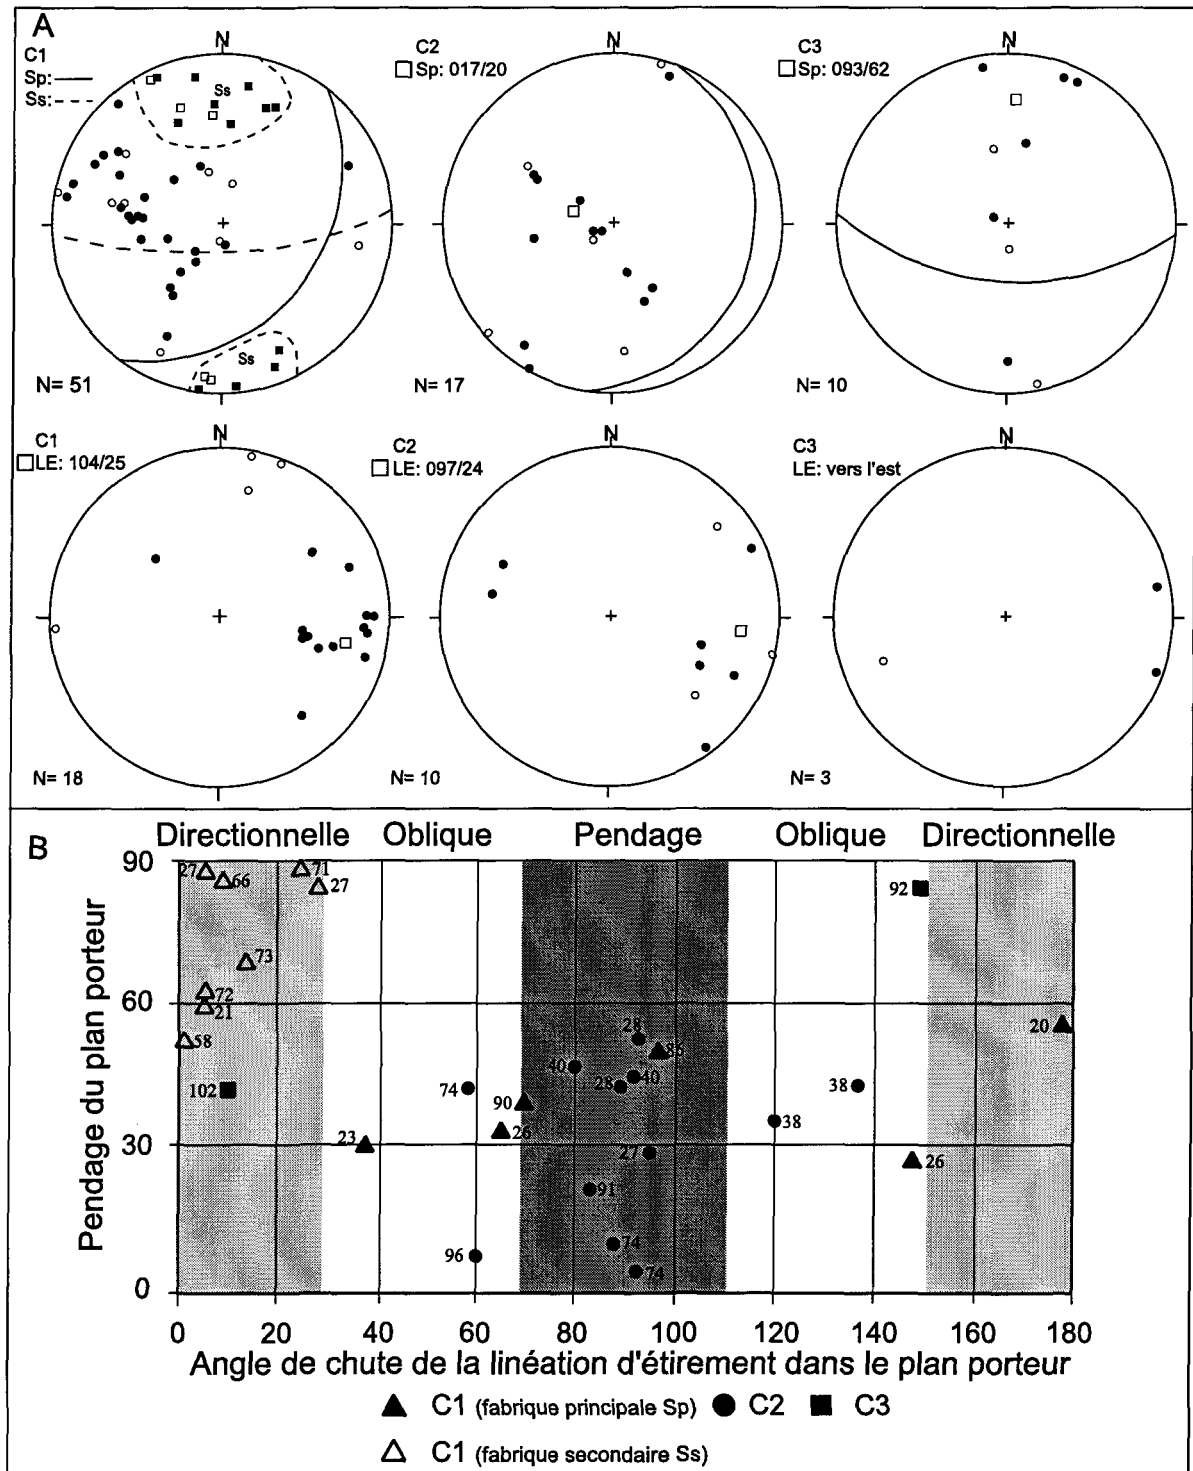 A
C1
Sp:
Ss:
N
Ss
Ss
N= 51
C2
Sp: 017/20
N
N= 17
C3
Sp: 093/62
N
N= 10
C1
LE: 104/25
N
N= 18
C2
LE: 097/24
N
N= 10
C3
LE: vers l'est
N
N= 3
B
Directionnelle Oblique Pendage Oblique Directionnelle
Pendage du plan porteur
90
60
30
0
27
66
71
27
73
72
21
58
102
23
74
90
26
96
40
28
86
28
40
27
91
74
74
38
38
92
26
20
0 20 40 60 80 100 120 140 160 180
Angle de chute de la linéation d'étirement dans le plan porteur
C1 (fabrique principale Sp) C2 C3
C1 (fabrique secondaire Ss)